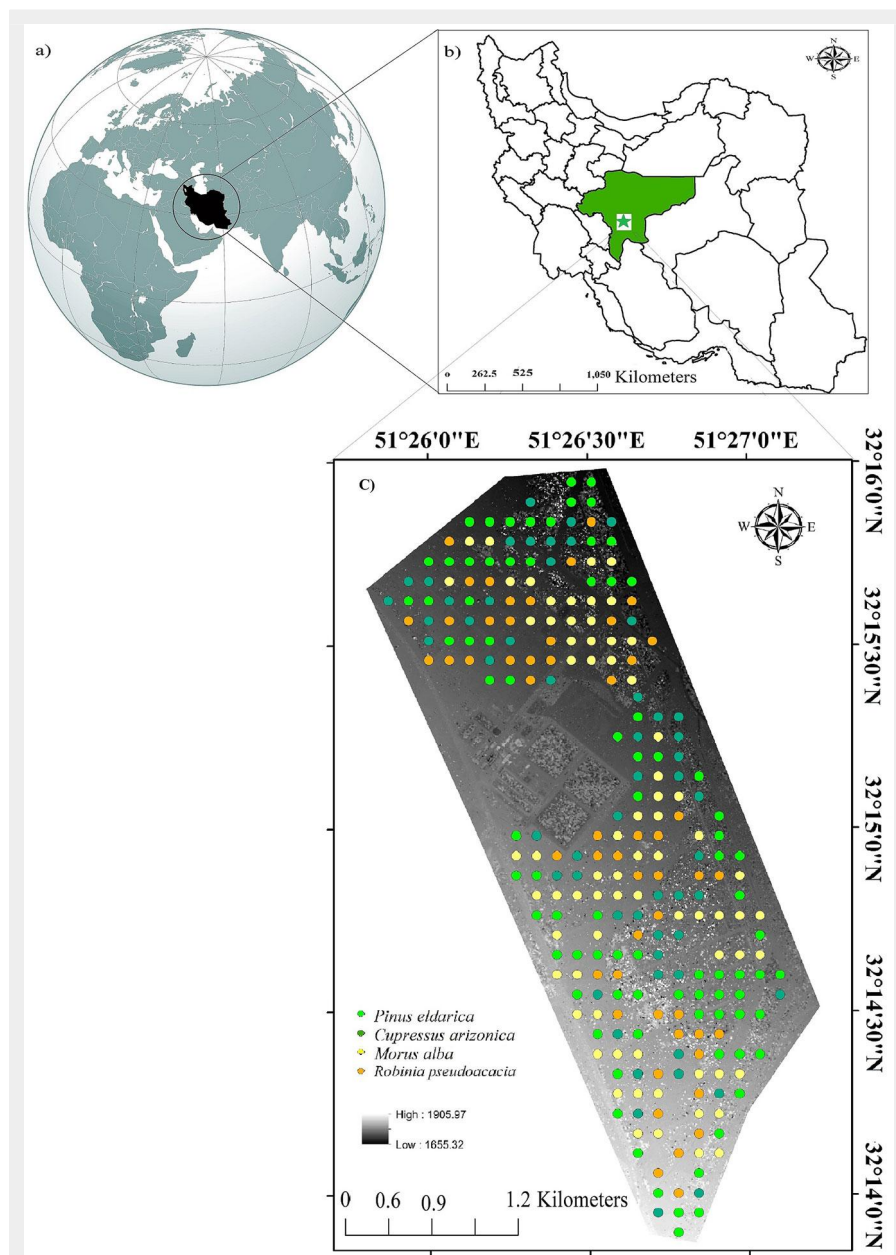 a)
b)
N
W E
S
0 262.5 525 1,050 Kilometers
51°26'0"E 51°26'30"E 51°27'0"E
C)
N
W E
S
32°16'0"N
32°15'30"N
32°15'0"N
32°14'30"N
32°14'0"N
Pinus eldarica
Cupressus arizonica
Morus alba
Robinia pseudoacacia
High : 1905.97
Low : 1655.32
0 0.6 0.9 1.2 Kilometers